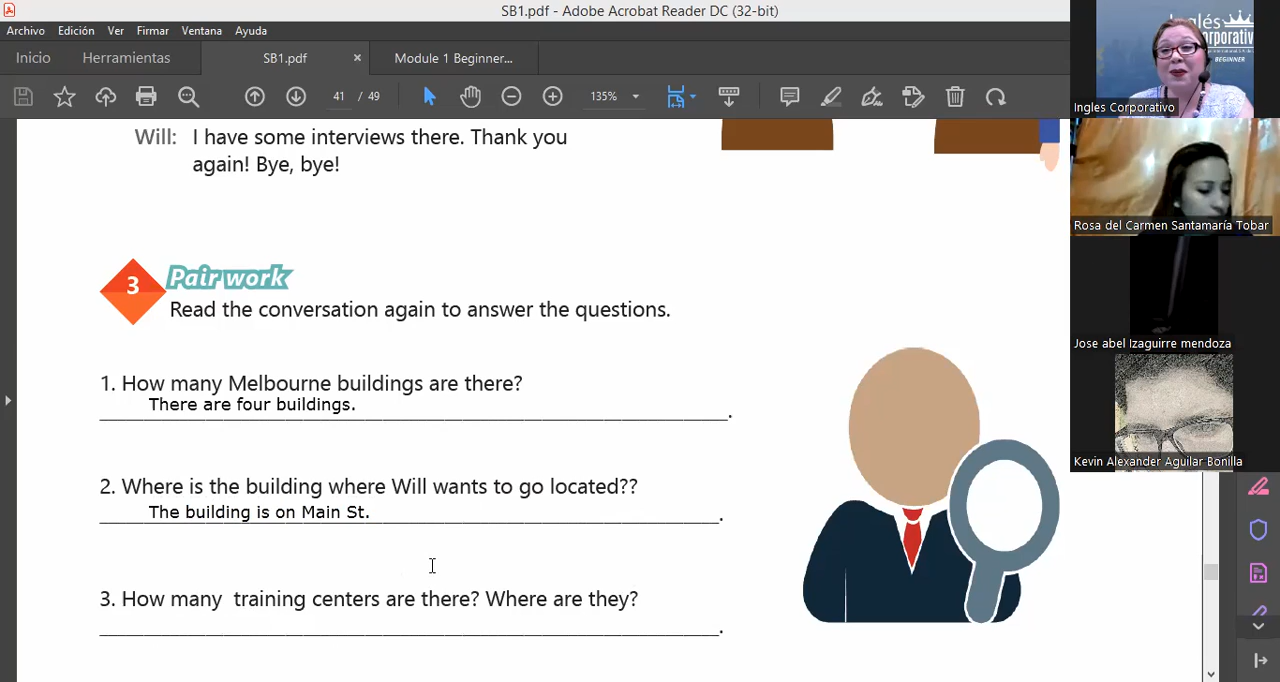 SB1.pdf - Adobe Acrobat Reader DC (32-bit)
Archivo Edición Ver Firmar Ventana Ayuda
Inicio Herramientas SB1.pdf × Module 1 Beginner...
41 / 49 135%
Will: I have some interviews there. Thank you
again! Bye, bye!
3 Pair work
Read the conversation again to answer the questions.
1. How many Melbourne buildings are there?
There are four buildings.
2. Where is the building where Will wants to go located??
The building is on Main St.
3. How many training centers are there? Where are they?
Inglés
Corporativo
BEGINNER
Ingles Corporativo
Rosa del Carmen Santamaría Tobar
Jose abel Izaguirre mendoza
Kevin Alexander Aguilar Bonilla